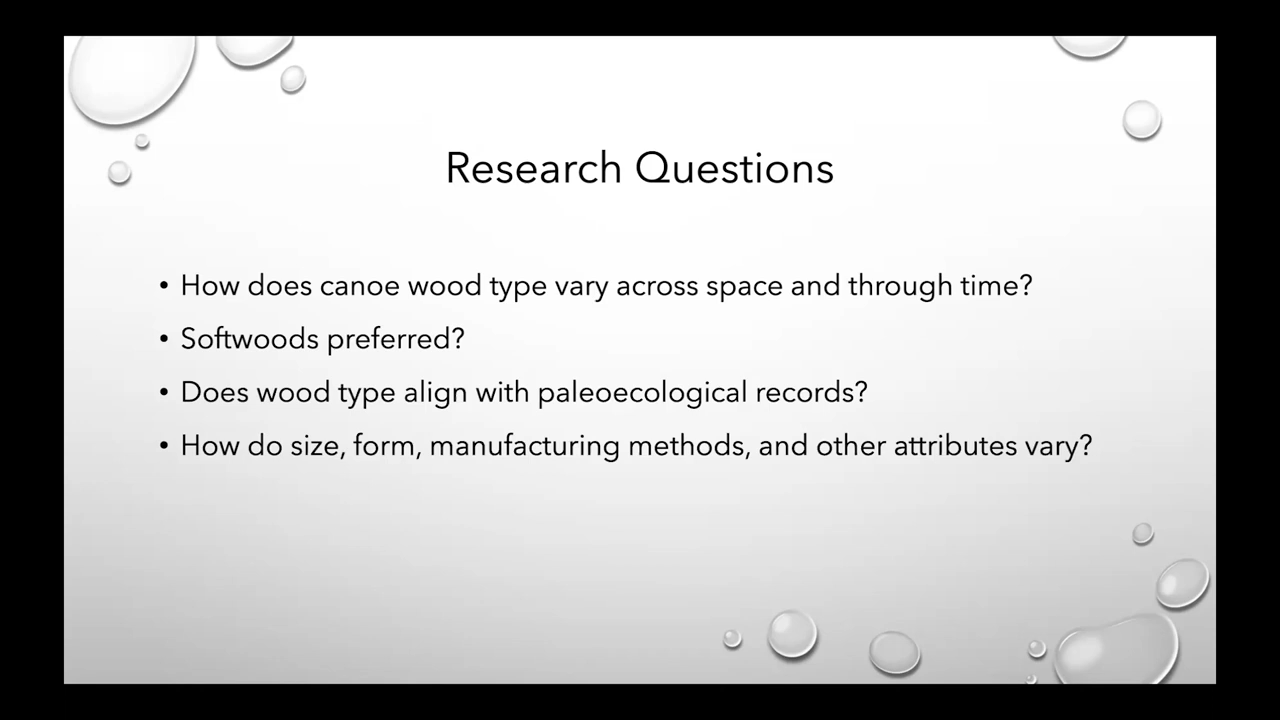 Research Questions
• How does canoe wood type vary across space and through time?
• Softwoods preferred?
• Does wood type align with paleoecological records?
• How do size, form, manufacturing methods, and other attributes vary?